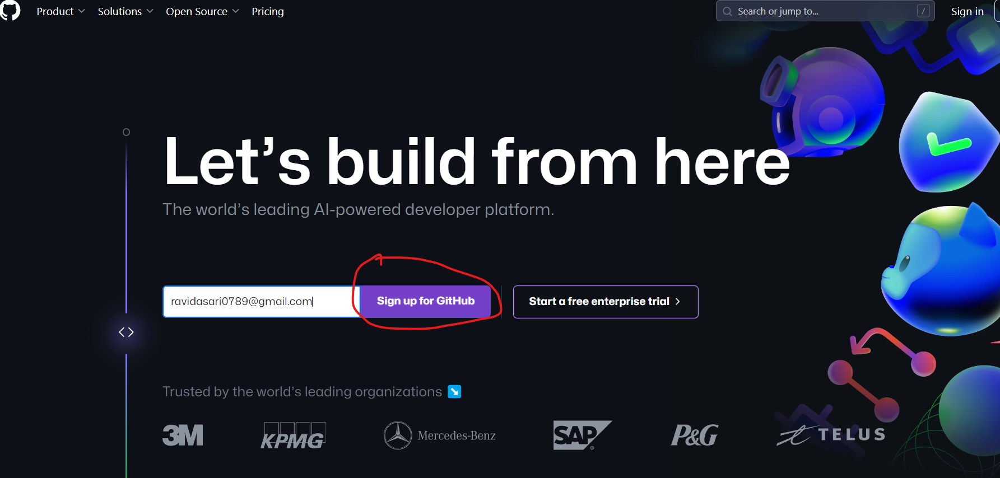 Product Solutions Open Source Pricing Search or jump to... / Sign in
Let’s build from here
The world’s leading AI-powered developer platform.
ravidasari0789@gmail.com Sign up for GitHub Start a free enterprise trial
Trusted by the world’s leading organizations
3M KPMG Mercedes-Benz SAP P&G TELUS